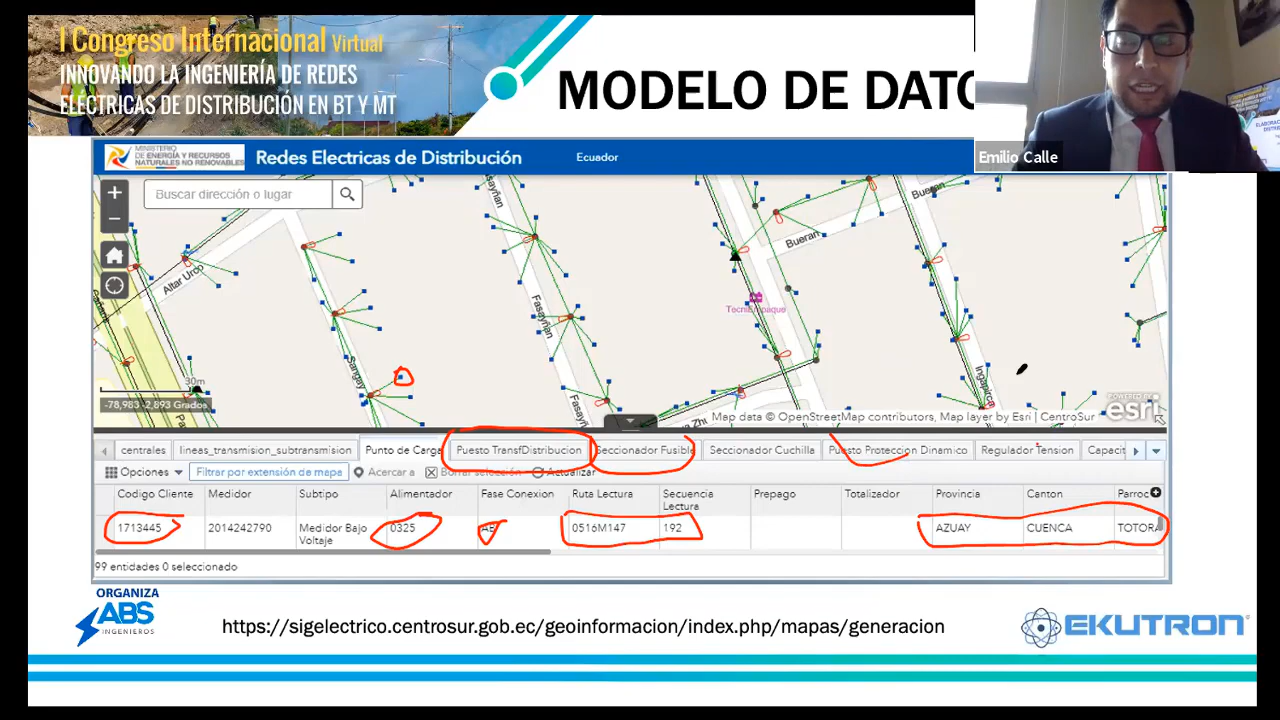 I Congreso Internacional Virtual
INNOVANDO LA INGENIERÍA DE REDES
ELÉCTRICAS DE DISTRIBUCIÓN EN BT Y MT
MODELO DE DATO
Emilio Calle
MINISTERIO
DE ENERGÍA Y RECURSOS
NATURALES NO RENOVABLES
Redes Electricas de Distribución
Ecuador
Buscar dirección o lugar
Altar Urco
Sangay
Fasayñan
Fasayñan
Bueran
Bueran
TecniEmpaque
Ingapirca
30m
-78,983 -2,893 Grados
Map data © OpenStreetMap contributors, Map layer by Esri | CentroSur
POWERED BY
esri
centrales
lineas_transmision_subtransmision
Punto de Carga
Puesto TransfDistribucion
Seccionador Fusible
Seccionador Cuchilla
Puesto Proteccion Dinamico
Regulador Tension
Capacit
Opciones
Filtrar por extensión de mapa
Acercar a
Borrar selección
Actualizar
Codigo Cliente Medidor Subtipo Alimentador Fase Conexion Ruta Lectura Secuencia Lectura Prepago Totalizador Provincia Canton Parroc
1713445 2014242790 Medidor Bajo Voltaje 0325 AB 0516M147 192 AZUAY CUENCA TOTORA
99 entidades 0 seleccionado
ORGANIZA
ABS
INGENIEROS
https://sigelectrico.centrosur.gob.ec/geoinformacion/index.php/mapas/generacion
EKUTRON